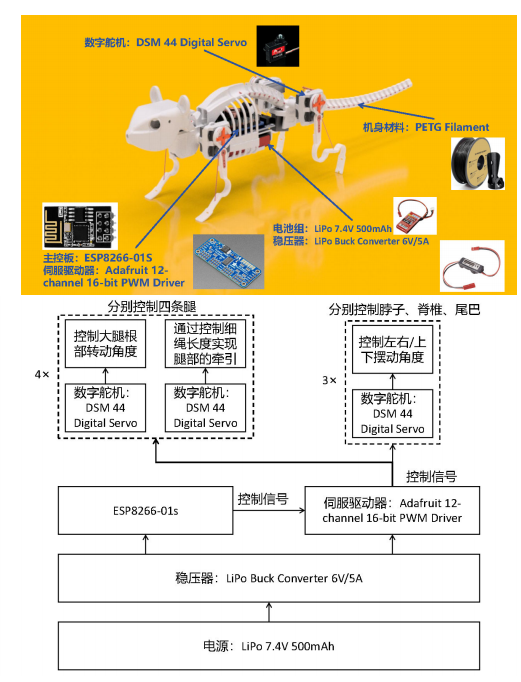 数字舵机：DSM 44 Digital Servo
机身材料：PETG Filament
电池组：LiPo 7.4V 500mAh
稳压器：LiPo Buck Converter 6V/5A
主控板：ESP8266-01S
伺服驱动器：Adafruit 12-
channel 16-bit PWM Driver
分别控制四条腿
分别控制脖子、脊椎、尾巴
4×
控制大腿根
部转动角度
通过控制细
绳长度实现
腿部的牵引
数字舵机：
DSM 44
Digital Servo
数字舵机：
DSM 44
Digital Servo
3×
控制左右/上
下摆动角度
数字舵机：
DSM 44
Digital Servo
控制信号
ESP8266-01s
控制信号
伺服驱动器：Adafruit 12-
channel 16-bit PWM Driver
稳压器：LiPo Buck Converter 6V/5A
电源：LiPo 7.4V 500mAh